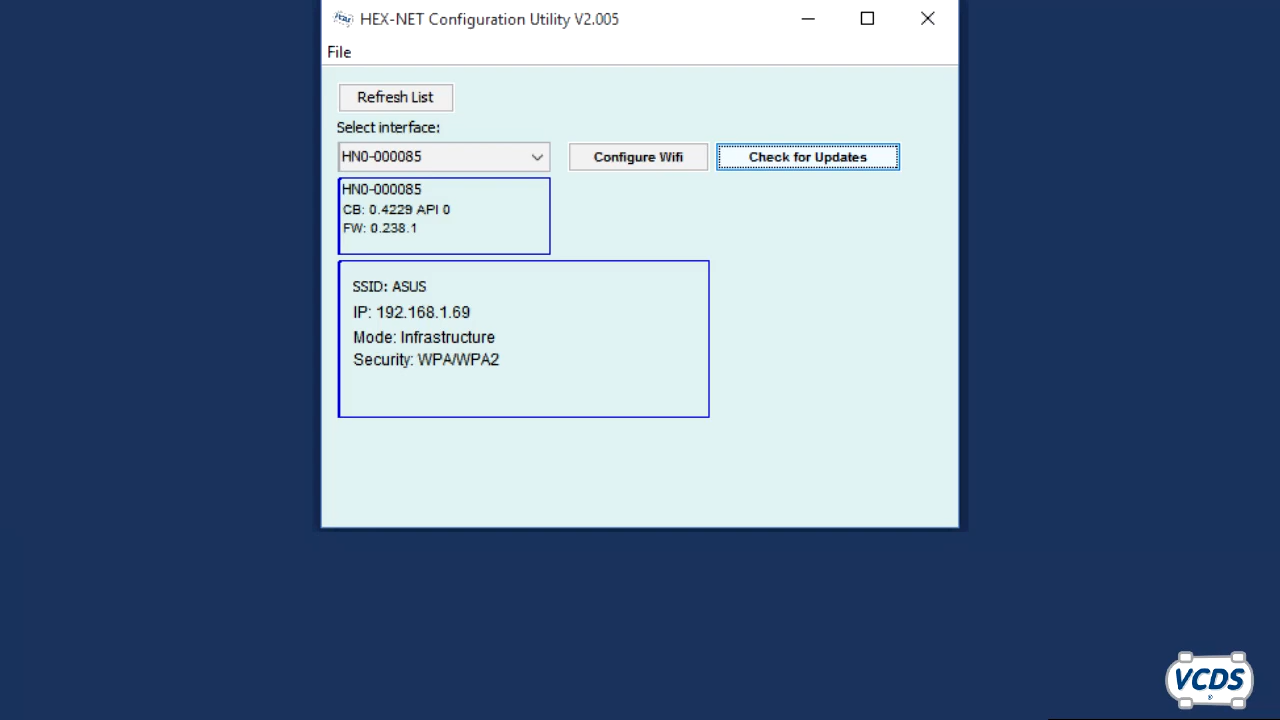 HEX-NET Configuration Utility V2.005
File
Refresh List
Select interface:
HN0-000085
Configure Wifi
Check for Updates
HN0-000085
CB: 0.4229 API 0
FW: 0.238.1
SSID: ASUS
IP: 192.168.1.69
Mode: Infrastructure
Security: WPA/WPA2
VCDS
®